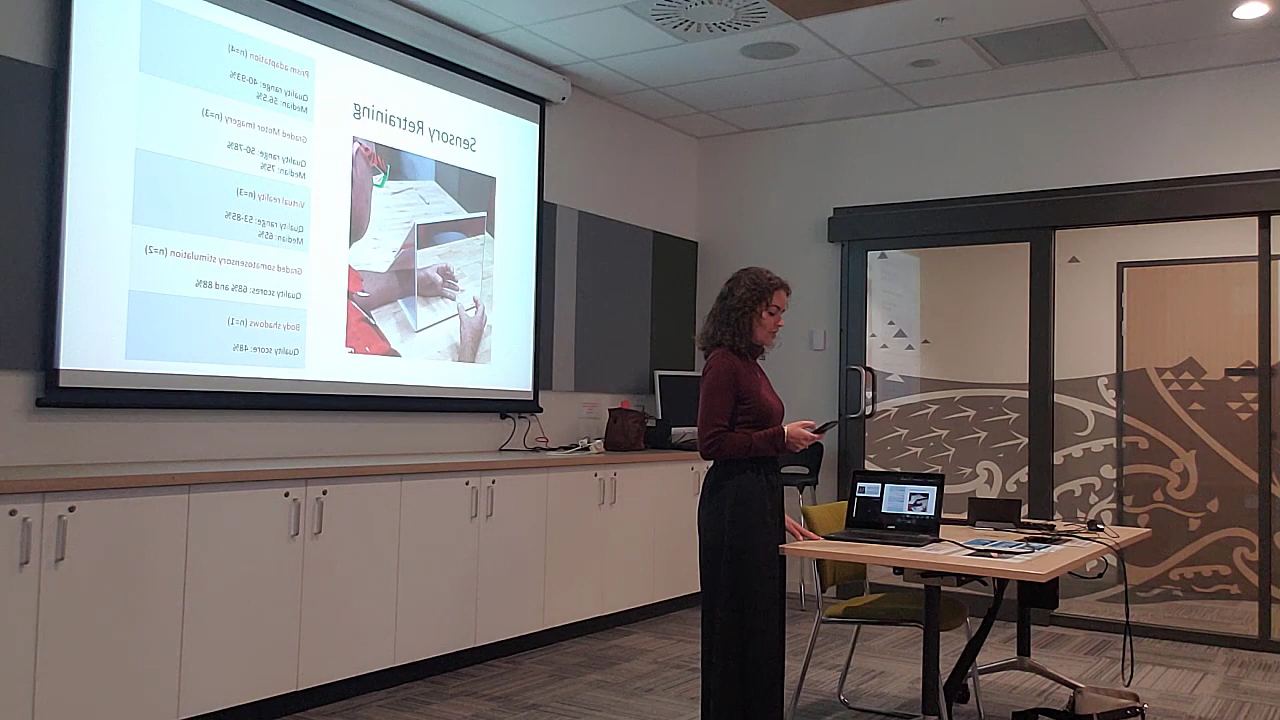 Sensory Retraining
Prism adaptation (n=4)
Quality range: 40-93%
Median: 56.5%
Graded Motor Imagery (n=3)
Quality range: 50-78%
Median: 75%
Virtual reality (n=3)
Quality range: 53-85%
Median: 65%
Graded somatosensory stimulation (n=2)
Quality scores: 68% and 88%
Body shadows (n=1)
Quality score: 48%